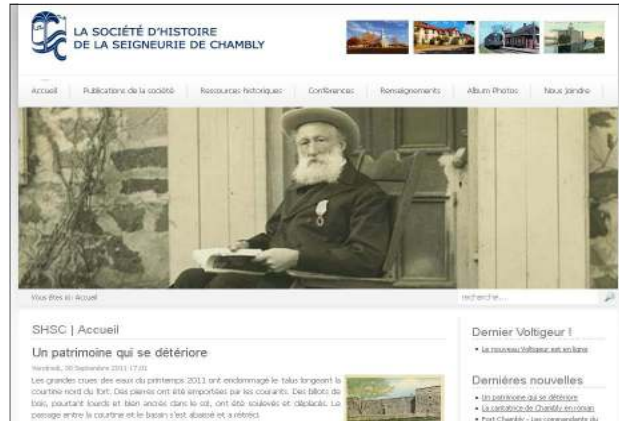 LA SOCIÉTÉ D'HISTOIRE
DE LA SEIGNEURIE DE CHAMBLY
Accueil Publications de la société Ressources historiques Conférences Renseignements Album Photos Nous joindre
Vous êtes ici: Accueil
recherche...
SHSC | Accueil
Un patrimoine qui se détériore
Vendredi, 30 Septembre 2011 17:01
Les grandes crues des eaux du printemps 2011 ont endommagé le talus longeant la
courtine nord du fort. Des pierres ont été emportées par les courants. Des billots de
bois, pourtant lourds et bien ancrés dans le sol, ont été soulevés et déplacés. Le
passage entre la courtine et le bassin s'est abaissé et a rétréci.
Dernier Voltigeur !
Le nouveau Voltigeur est en ligne
Dernières nouvelles
Un patrimoine qui se détériore
La cantatrice de Chambly en roman
Fort Chambly - Les commandants du